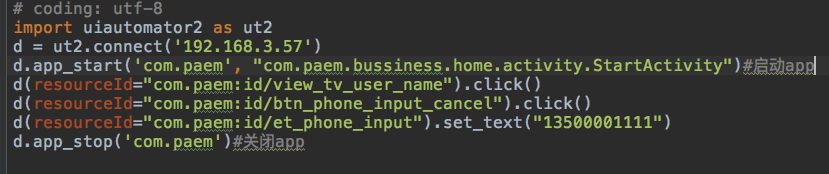 # coding: utf-8
import uiautomator2 as ut2
d = ut2.connect('192.168.3.57')
d.app_start('com.paem', "com.paem.bussiness.home.activity.StartActivity")#启动app
d(resourceId="com.paem:id/view_tv_user_name").click()
d(resourceId="com.paem:id/btn_phone_input_cancel").click()
d(resourceId="com.paem:id/et_phone_input").set_text("13500001111")
d.app_stop('com.paem')#关闭app